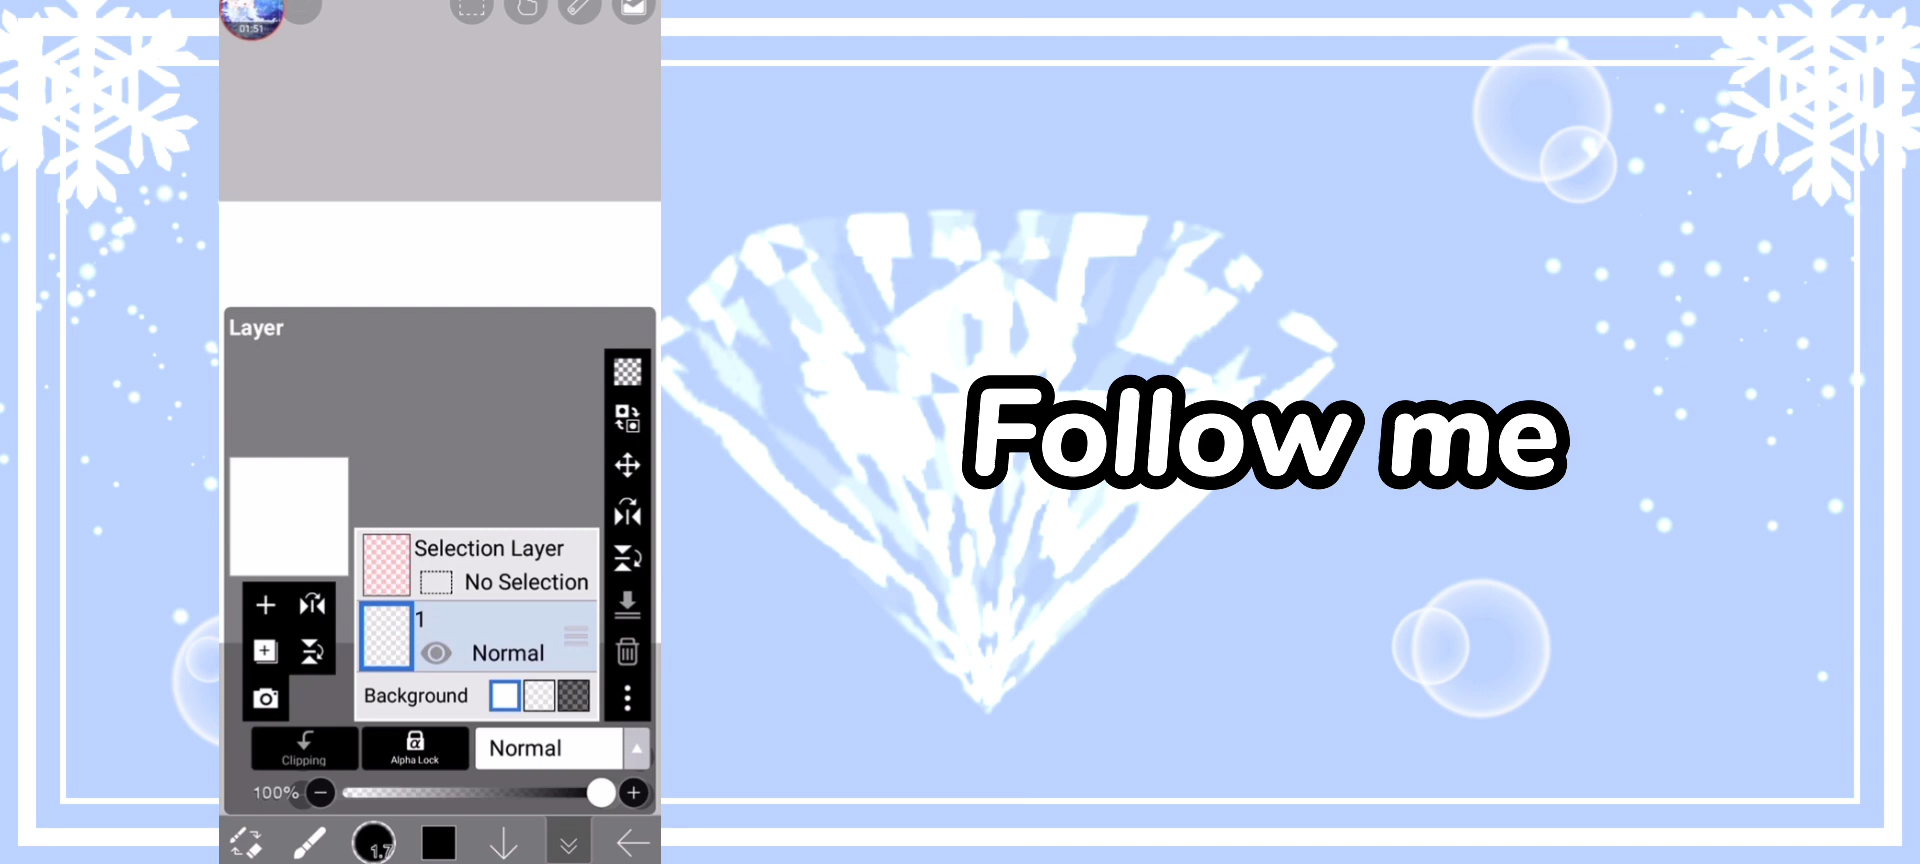 01:51
Layer
Selection Layer
No Selection
1
Normal
Background
Clipping
α
Alpha Lock
Normal
100%
1.7
Follow me